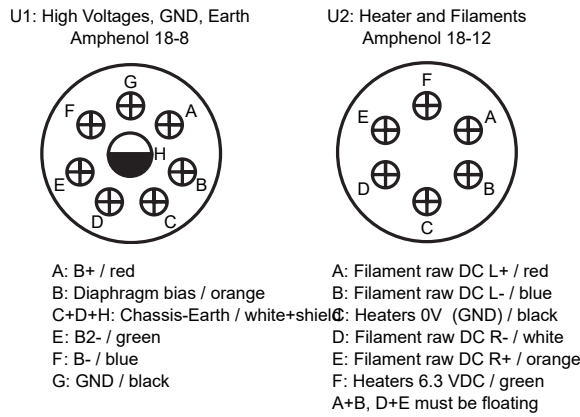 U1: High Voltages, GND, Earth
Amphenol 18-8
G
F
A
H
E
B
D
C
A: B+ / red
B: Diaphragm bias / orange
C+D+H: Chassis-Earth / white+shield
E: B2- / green
F: B- / blue
G: GND / black
U2: Heater and Filaments
Amphenol 18-12
F
E
A
D
B
C
A: Filament raw DC L+ / red
B: Filament raw DC L- / blue
C: Heaters 0V (GND) / black
D: Filament raw DC R- / white
E: Filament raw DC R+ / orange
F: Heaters 6.3 VDC / green
A+B, D+E must be floating